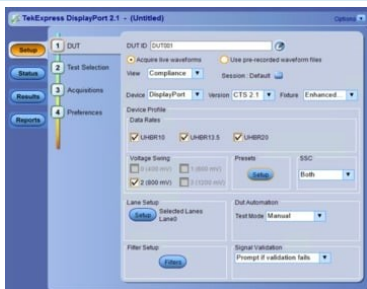 TekExpress DisplayPort 2.1 - (Untitled)
Options
Setup
Status
Results
Reports
1 DUT
2 Test Selection
3 Acquisitions
4 Preferences
DUT ID DUT001
Acquire live waveforms
Use pre-recorded waveform files
View Compliance
Session : Default
Device DisplayPort Version CTS 2.1 Fixture Enhanced...
Device Profile
Data Rates
UHBR10 UHBR13.5 UHBR20
Voltage Swing
0 (400 mV) 1 (600 mV)
2 (800 mV) 3 (1200 mV)
Presets
Setup
SSC
Both
Lane Setup
Setup
Selected Lanes
Lane0
Dut Automation
Test Mode Manual
Filter Setup
Filters
Signal Validation
Prompt if validation fails